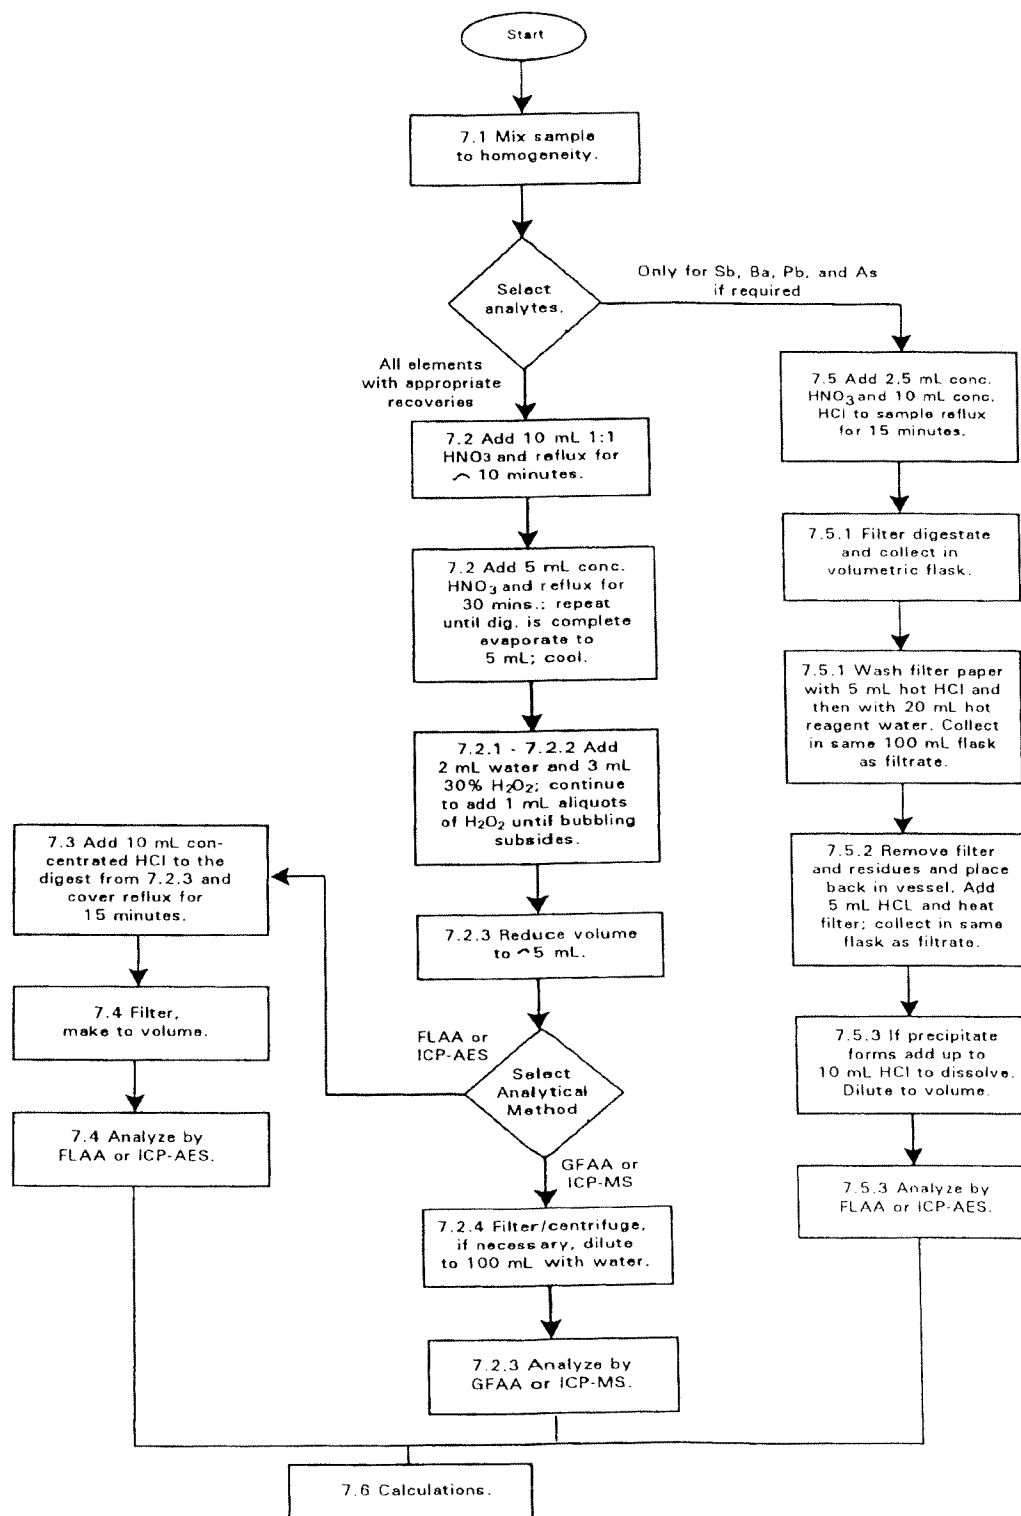 Start
7.1 Mix sample
to homogeneity.
Select
analytes.
Only for Sb, Ba, Pb, and As
if required
All elements
with appropriate
recoveries
7.2 Add 10 mL 1:1
HNO3 and reflux for
~ 10 minutes.
7.2 Add 5 mL conc.
HNO3 and reflux for
30 mins.; repeat
until dig. is complete
evaporate to
5 mL; cool.
7.2.1 - 7.2.2 Add
2 mL water and 3 mL
30% H2O2; continue
to add 1 mL aliquots
of H2O2 until bubbling
subsides.
7.2.3 Reduce volume
to ~5 mL.
Select
Analytical
Method
FLAA or
ICP-AES
7.3 Add 10 mL con-
centrated HCl to the
digest from 7.2.3 and
cover reflux for
15 minutes.
7.4 Filter,
make to volume.
7.4 Analyze by
FLAA or ICP-AES.
GFAA or
ICP-MS
7.2.4 Filter/centrifuge,
if necessary, dilute
to 100 mL with water.
7.2.3 Analyze by
GFAA or ICP-MS.
7.5 Add 2.5 mL conc.
HNO3 and 10 mL conc.
HCl to sample reflux
for 15 minutes.
7.5.1 Filter digestate
and collect in
volumetric flask.
7.5.1 Wash filter paper
with 5 mL hot HCl and
then with 20 mL hot
reagent water. Collect
in same 100 mL flask
as filtrate.
7.5.2 Remove filter
and residues and place
back in vessel. Add
5 mL HCL and heat
filter; collect in same
flask as filtrate.
7.5.3 If precipitate
forms add up to
10 mL HCl to dissolve.
Dilute to volume.
7.5.3 Analyze by
FLAA or ICP-AES.
7.6 Calculations.